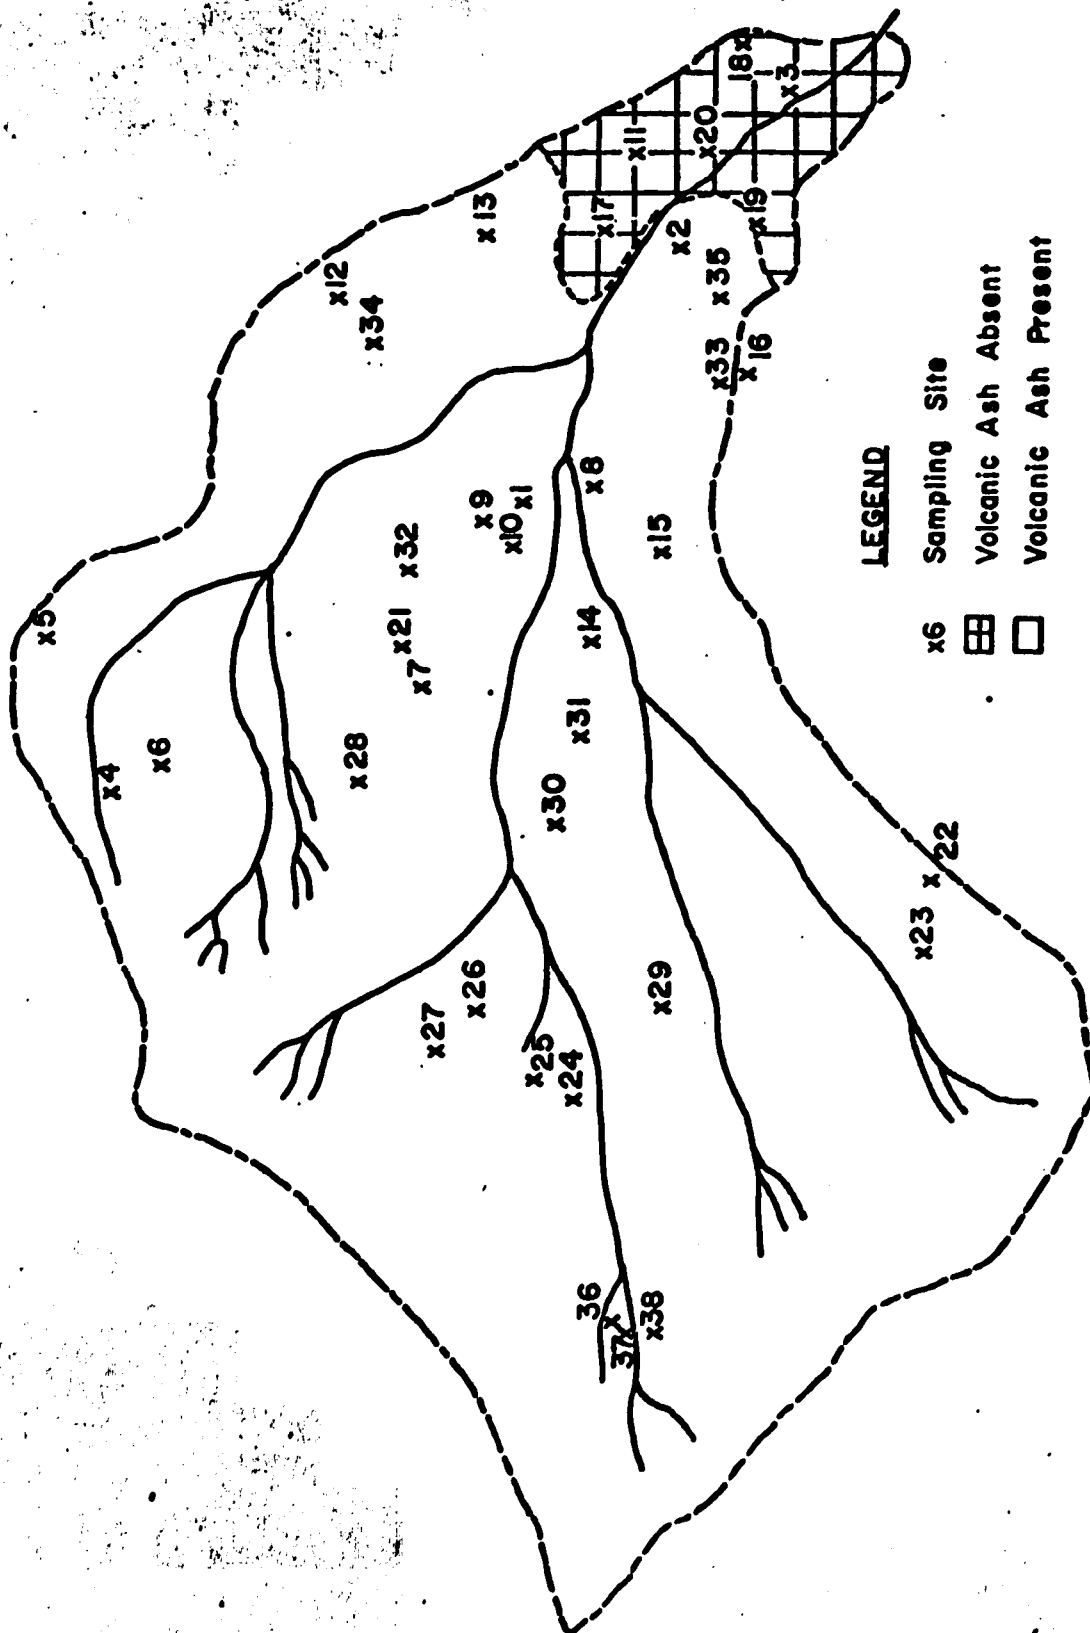 x5
x4
x6
x12
x34
x13
x28
x7
x21
x32
x9
x10
x1
x17
x11
18x
x3
x20
x19
x2
x35
x33
x16
x8
x15
x14
x31
x30
x27
x26
x25
x24
x29
x22
x23
36
x
37x
x38
LEGEND
x6 Sampling Site
Volcanic Ash Absent
Volcanic Ash Present